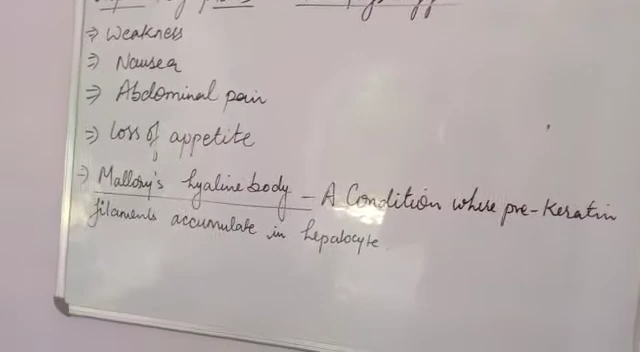 ⇒ Weakness
⇒ Nausea
⇒ Abdominal pain
⇒ Loss of appetite
⇒ Mallory's hyaline body – A Condition where pre-Keratin
filaments accumulate in hepatocyte.